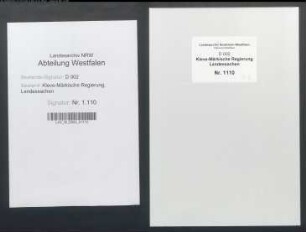 Landesarchiv NRW
Abteilung Westfalen
D 002
Kleve-Märkische Regierung,
Landessachen
Signatur: Nr. 1.110
Landesarchiv Nordrhein-Westfalen
D 002
Kleve-Märkische Regierung
Landessachen
Nr. 1110